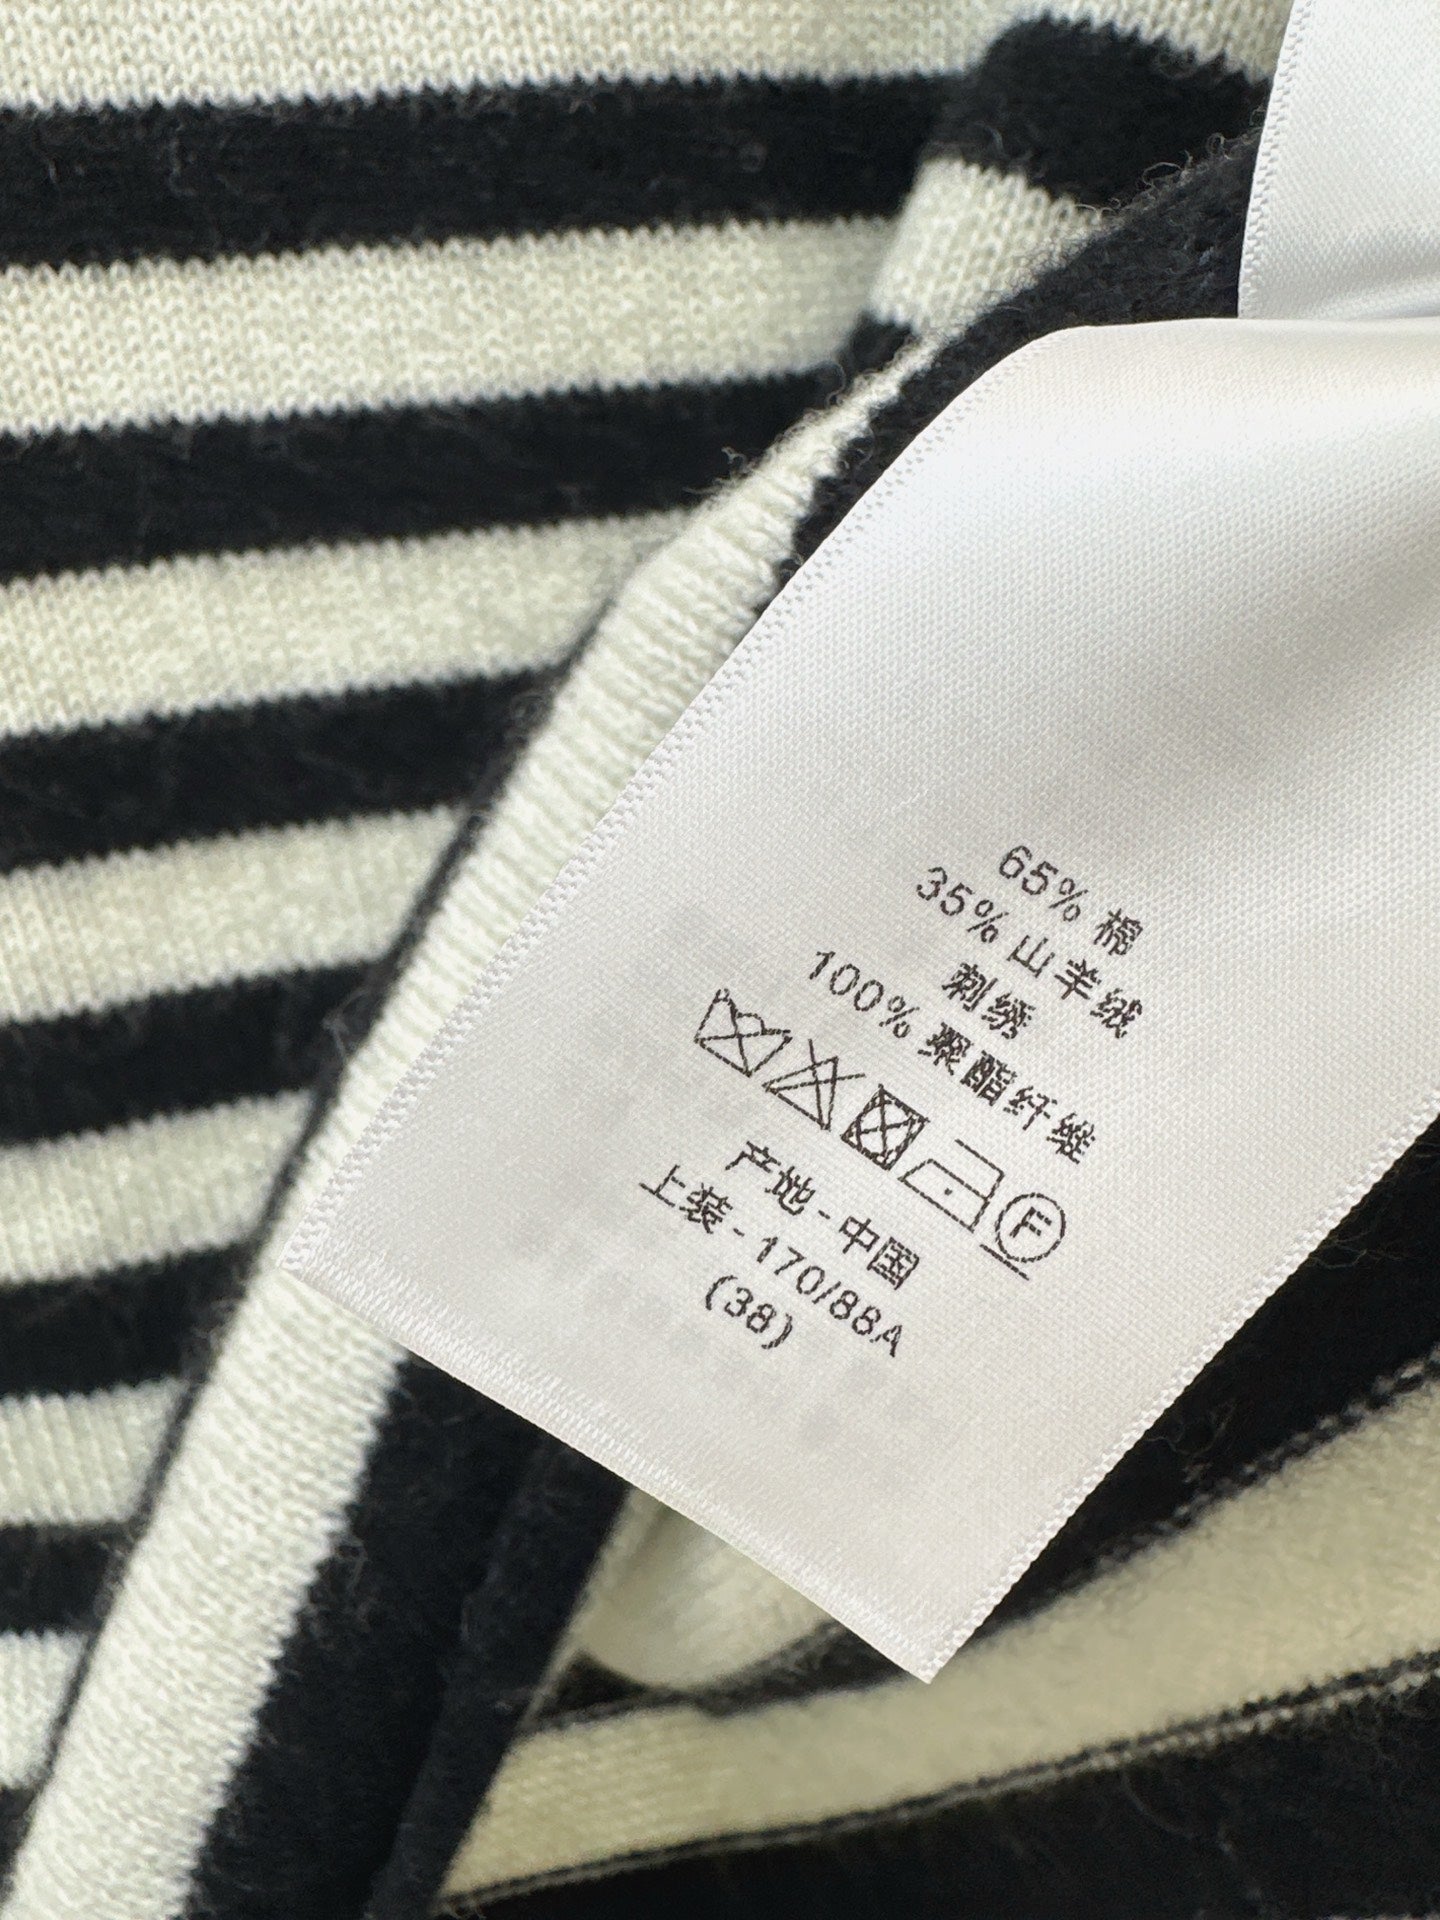 65% 棉
35% 山羊绒
刺绣
100% 聚酯纤维
F
产地-中国
上装-170/88A
(38)